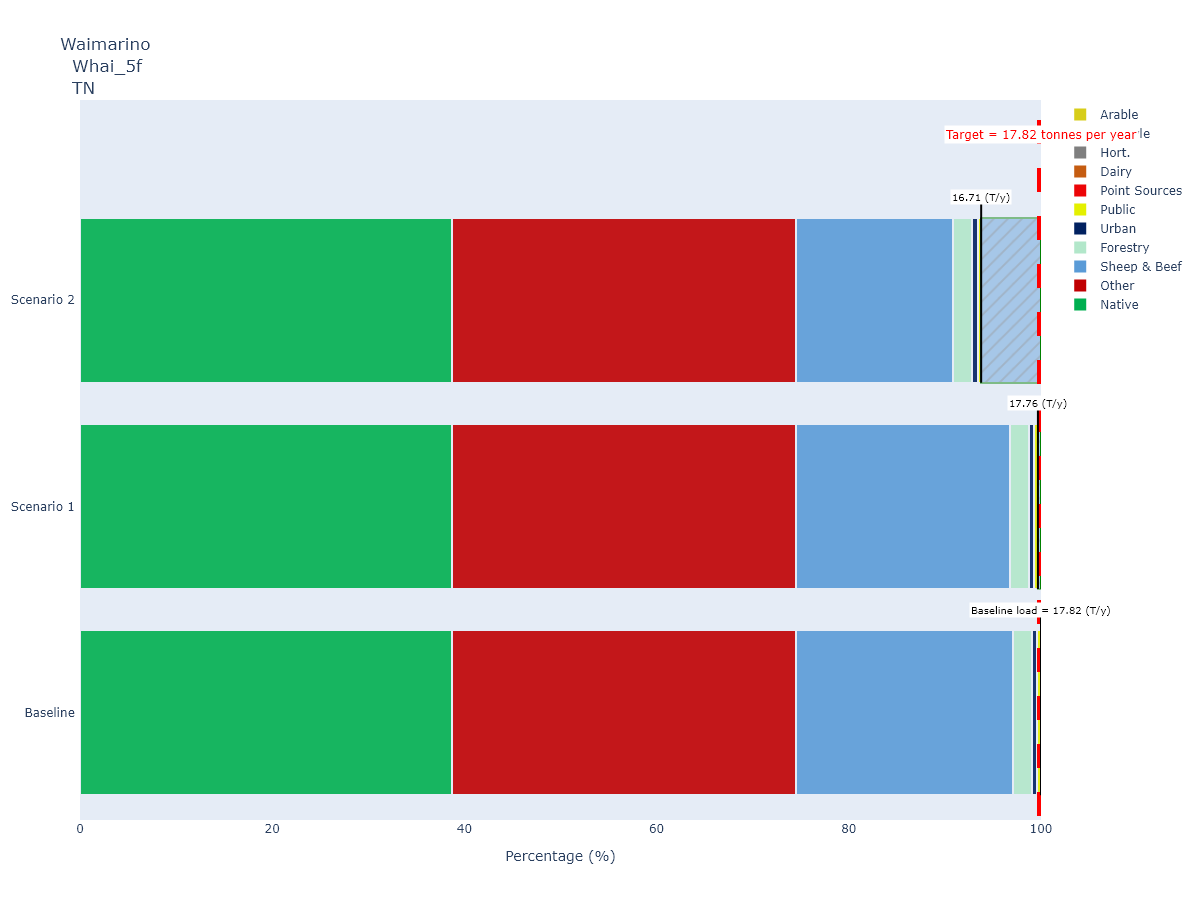 Waimarino
Whai_5f
TN
Arable
Target = 17.82 tonnes per year
Hort.
Dairy
Point Sources
Public
Urban
Forestry
Sheep & Beef
Other
Native
16.71 (T/y)
Scenario 2
17.76 (T/y)
Scenario 1
Baseline load = 17.82 (T/y)
Baseline
0 20 40 60 80 100
Percentage (%)